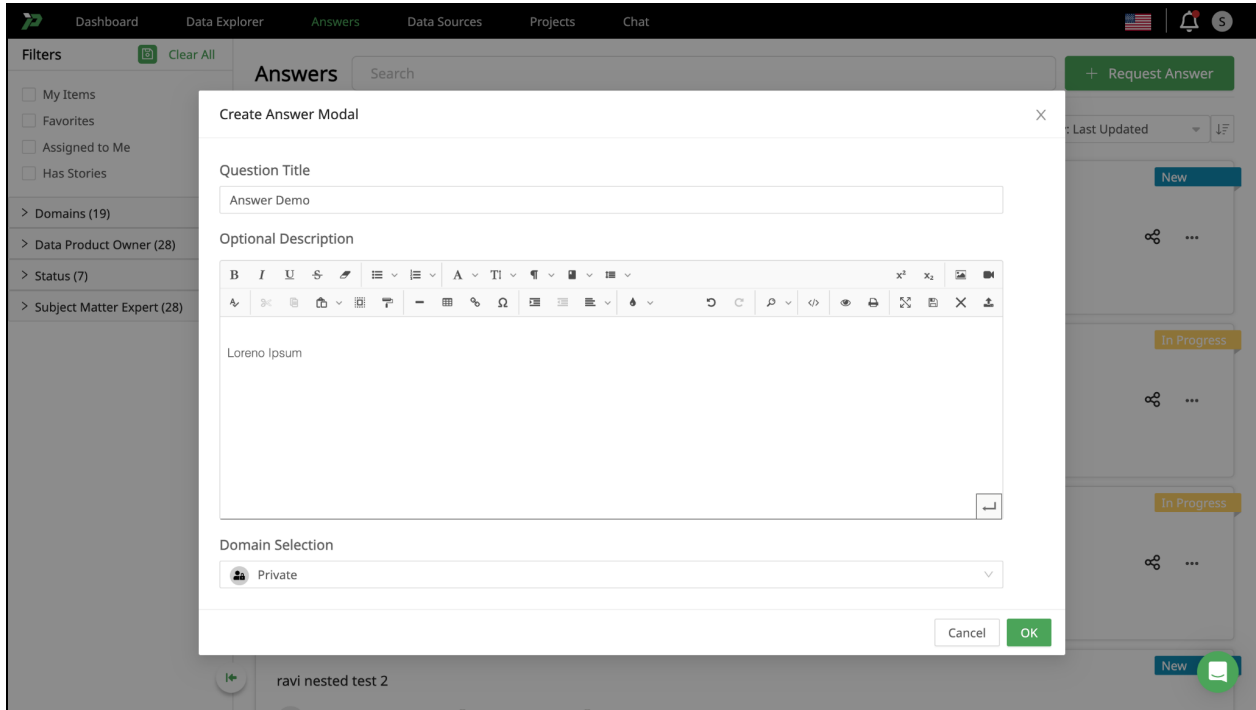 Dashboard Data Explorer Answers Data Sources Projects Chat S
Filters Clear All
Answers Search + Request Answer
My Items
Favorites
Assigned to Me
Has Stories
Domains (19)
Data Product Owner (28)
Status (7)
Subject Matter Expert (28)
Create Answer Modal
Question Title
Answer Demo
Optional Description
B I U S A TI ¶ x² x₂
Ω </>
Loreno Ipsum
Domain Selection
Private
Cancel OK
: Last Updated
New
In Progress
In Progress
New
ravi nested test 2